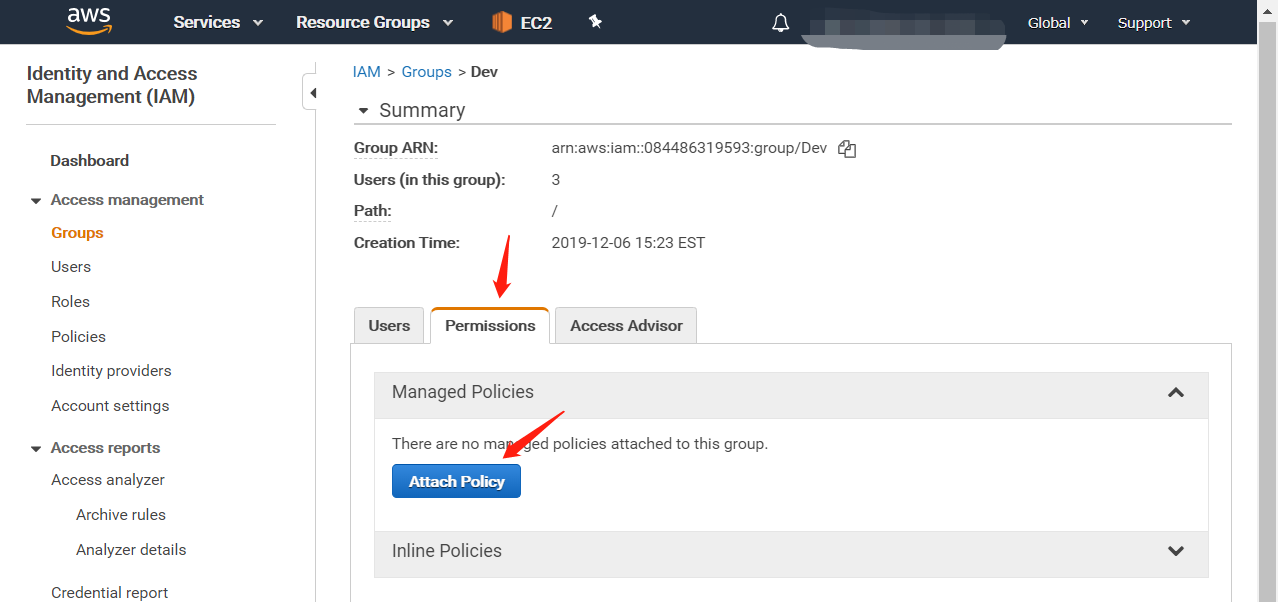 aws Services Resource Groups EC2 Global Support
Identity and Access
Management (IAM)
Dashboard
Access management
Groups
Users
Roles
Policies
Identity providers
Account settings
Access reports
Access analyzer
Archive rules
Analyzer details
Credential report
IAM > Groups > Dev
Summary
Group ARN: arn:aws:iam::084486319593:group/Dev
Users (in this group): 3
Path: /
Creation Time: 2019-12-06 15:23 EST
Users Permissions Access Advisor
Managed Policies
There are no managed policies attached to this group.
Attach Policy
Inline Policies